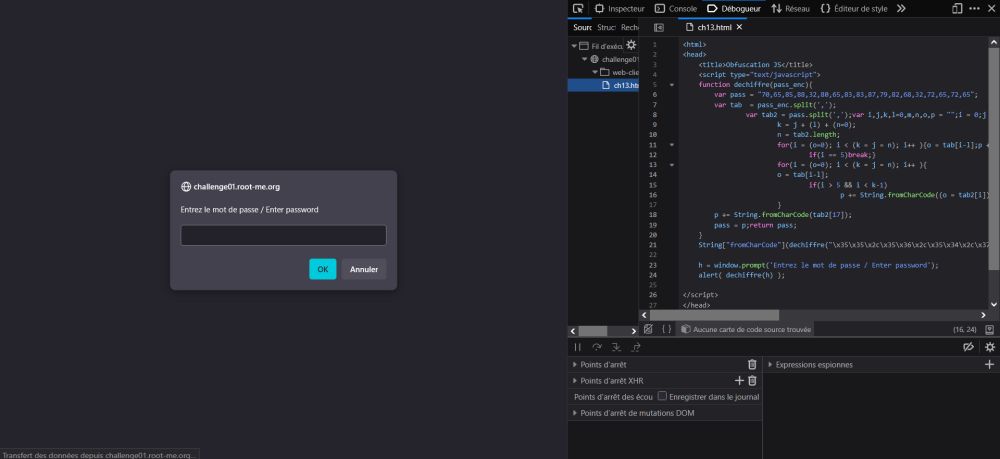 challenge01.root-me.org
Entrez le mot de passe / Enter password
OK
Annuler
Transfert des données depuis challenge01.root-me.org...
Inspecteur
Console
Débogueur
Réseau
Éditeur de style
Sourc
Struct
Reche
ch13.html
Fil d'exécu
challenge01
web-clie
ch13.htm
1 <html>
2 <head>
3 <title>Obfuscation JS</title>
4 <script type="text/javascript">
5 function dechiffre(pass_enc){
6 var pass = "70,65,85,88,32,80,65,83,83,87,79,82,68,32,72,65,72,65";
7 var tab = pass_enc.split(',');
8 var tab2 = pass.split(',');var i,j,k,l=0,m,n,o,p = "";i = 0;j
9 k = j + (l) + (n=0);
10 n = tab2.length;
11 for(i = (o=0); i < (k = j = n); i++ ){o = tab[i-l];p +
12 if(i == 5)break;}
13 for(i = (o=0); i < (k = j = n); i++ ){
14 o = tab[i-l];
15 if(i > 5 && i < k-1)
16 p += String.fromCharCode((o = tab2[i])
17 }
18 p += String.fromCharCode(tab2[17]);
19 pass = p;return pass;
20 }
21 String["fromCharCode"](dechiffre("\x35\x35\x2c\x35\x36\x2c\x35\x34\x2c\x37
22
23 h = window.prompt('Entrez le mot de passe / Enter password');
24 alert( dechiffre(h) );
25
26 </script>
27 </head>
{ }
Aucune carte de code source trouvée
(16, 24)
Points d'arrêt
Points d'arrêt XHR
Points d'arrêt des écou
Enregistrer dans le journal
Points d'arrêt de mutations DOM
Expressions espionnes